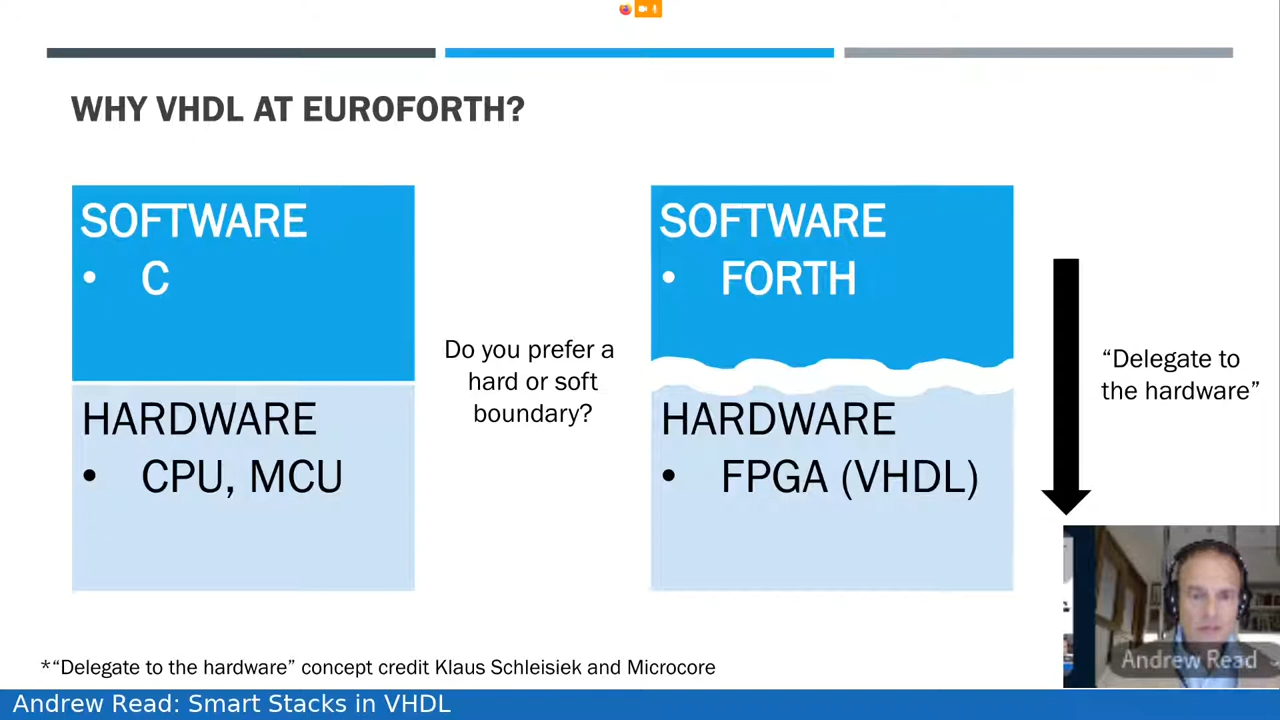 WHY VHDL AT EUROFORTH?
SOFTWARE
• C
HARDWARE
• CPU, MCU
Do you prefer a
hard or soft
boundary?
SOFTWARE
• FORTH
HARDWARE
• FPGA (VHDL)
“Delegate to
the hardware”
Andrew Read
*“Delegate to the hardware” concept credit Klaus Schleisiek and Microcore
Andrew Read: Smart Stacks in VHDL